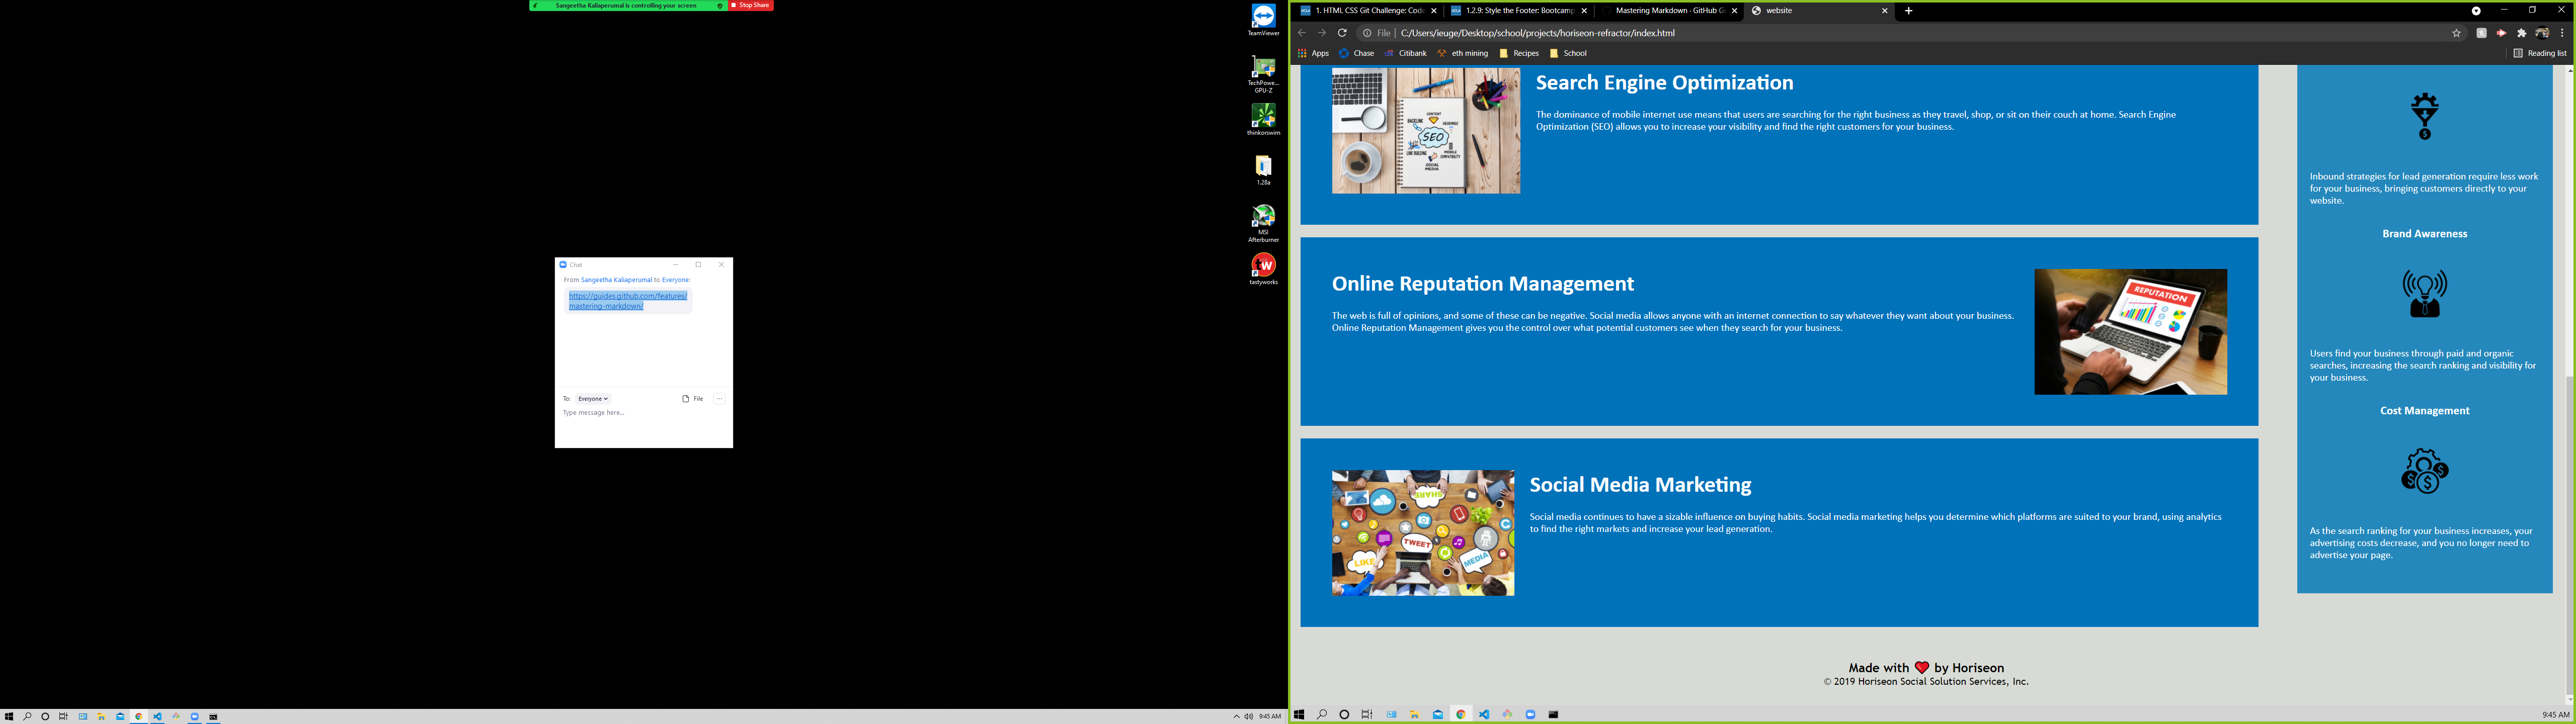 Sangeetha Kaliaperumal is controlling your screen
Stop Share
TeamViewer
TechPowe...
GPU-Z
thinkorswim
1.28a
MSI
Afterburner
tastyworks
Chat
From Sangeetha Kaliaperumal to Everyone:
https://guides.github.com/features/
mastering-markdown/
To: Everyone
File
Type message here...
9:45 AM
1. HTML CSS Git Challenge: Code
1.2.9: Style the Footer: Bootcamp
Mastering Markdown · GitHub G
website
File
C:/Users/ieuge/Desktop/school/projects/horiseon-refractor/index.html
Apps
Chase
Citibank
eth mining
Recipes
School
Reading list
Search Engine Optimization
The dominance of mobile internet use means that users are searching for the right business as they travel, shop, or sit on their couch at home. Search Engine
Optimization (SEO) allows you to increase your visibility and find the right customers for your business.
CONTENT
BACKLINK
SEO
LINK BUILDING
SOCIAL
MEDIA
Online Reputation Management
The web is full of opinions, and some of these can be negative. Social media allows anyone with an internet connection to say whatever they want about your business.
Online Reputation Management gives you the control over what potential customers see when they search for your business.
REPUTATION
Social Media Marketing
Social media continues to have a sizable influence on buying habits. Social media marketing helps you determine which platforms are suited to your brand, using analytics
to find the right markets and increase your lead generation.
SHARE
TWEET
LIKE
MEDIA
Inbound strategies for lead generation require less work
for your business, bringing customers directly to your
website.
Brand Awareness
Users find your business through paid and organic
searches, increasing the search ranking and visibility for
your business.
Cost Management
As the search ranking for your business increases, your
advertising costs decrease, and you no longer need to
advertise your page.
Made with ❤️ by Horiseon
© 2019 Horiseon Social Solution Services, Inc.
9:45 AM